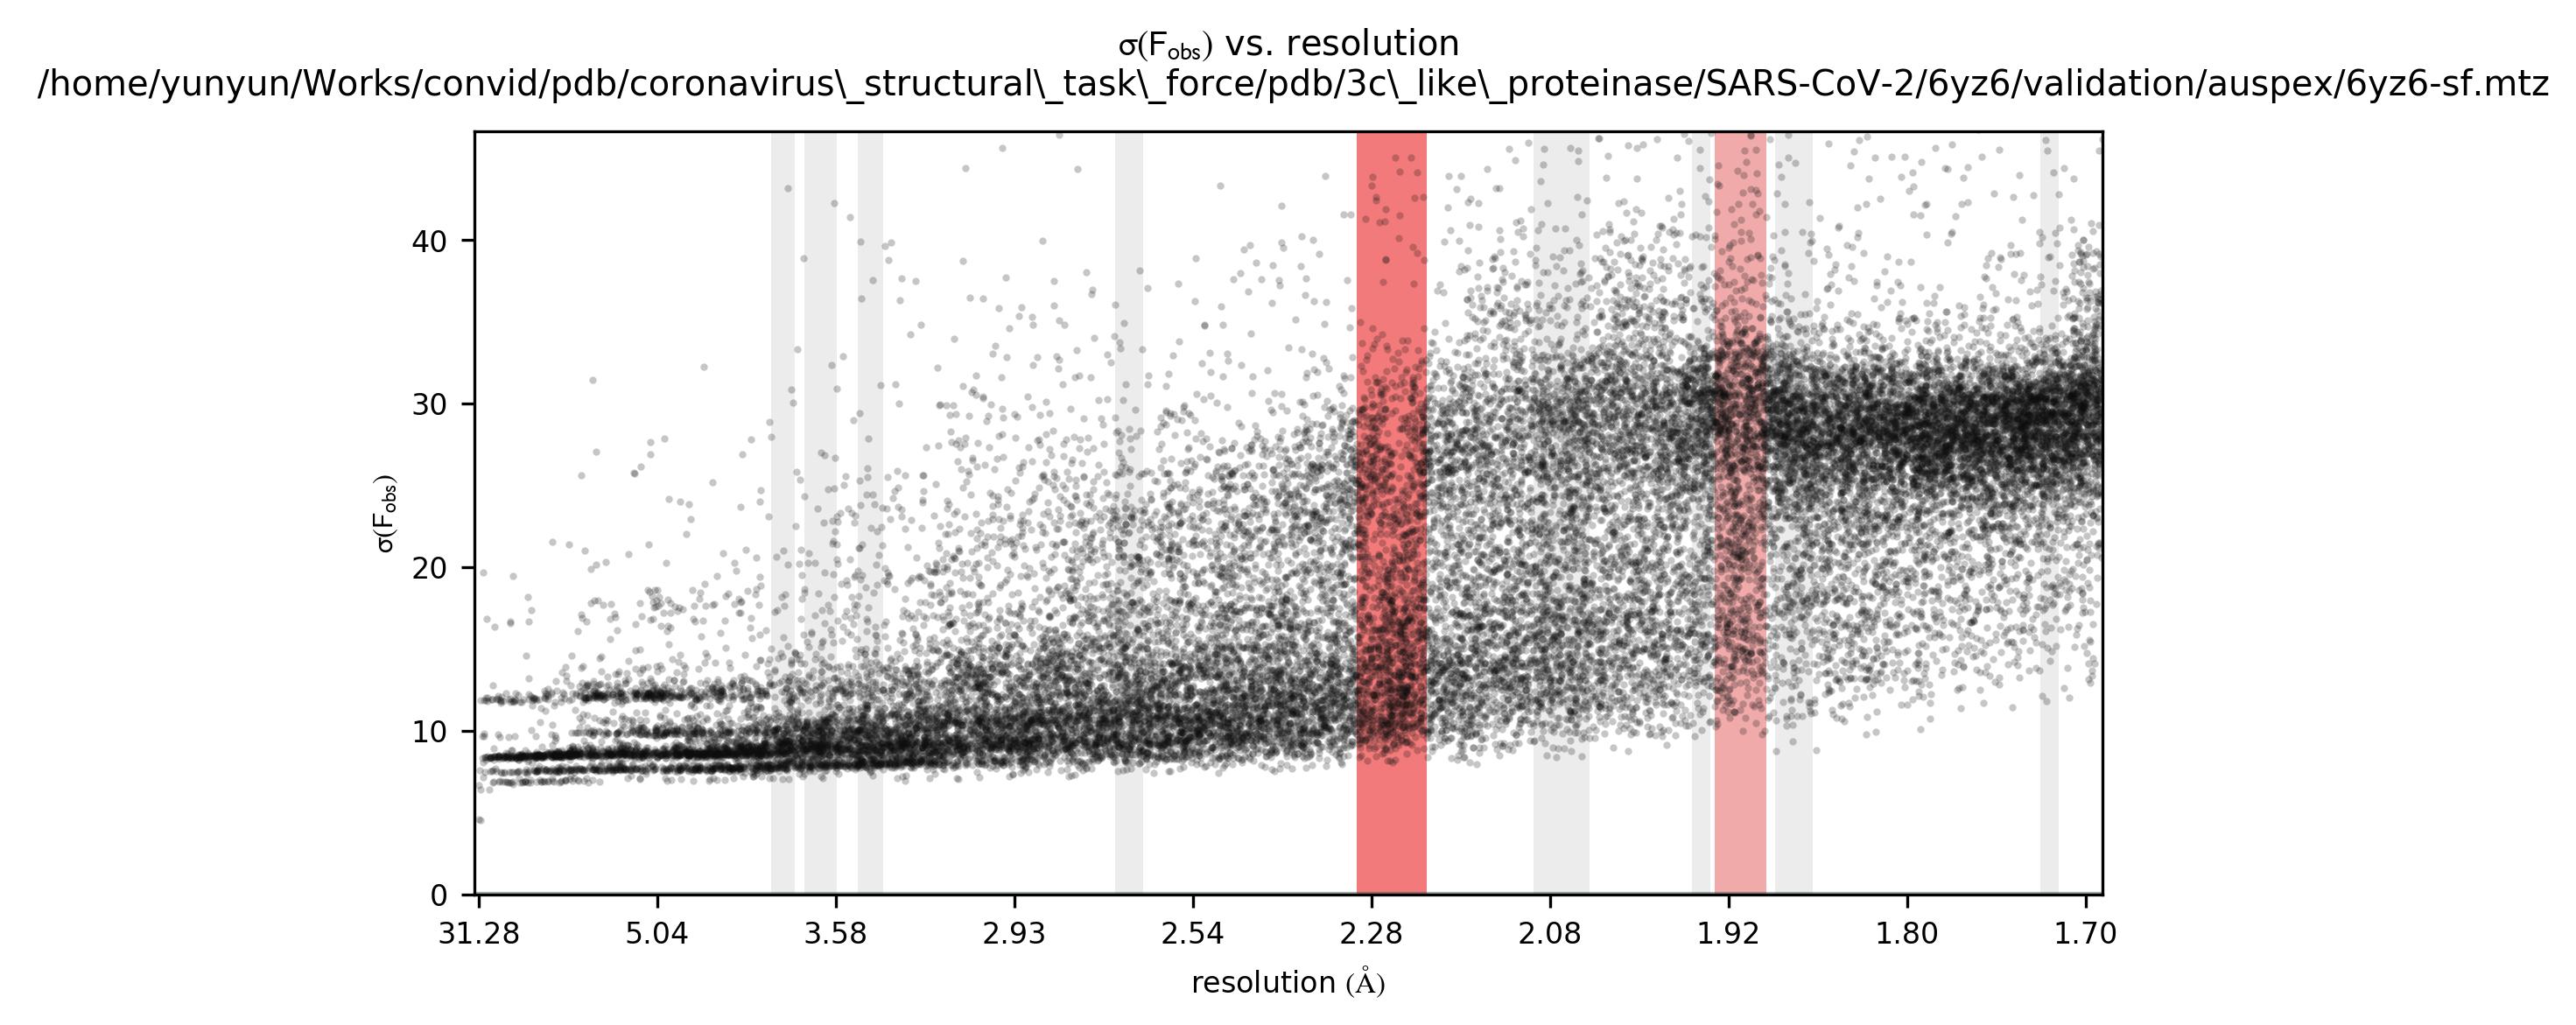 σ(Fobs) vs. resolution
/home/yunyun/Works/convid/pdb/coronavirus\_structural\_task\_force/pdb/3c\_like\_proteinase/SARS-CoV-2/6yz6/validation/auspex/6yz6-sf.mtz
40
30
20
10
0
σ(Fobs)
31.28 5.04 3.58 2.93 2.54 2.28 2.08 1.92 1.80 1.70
resolution (Å)